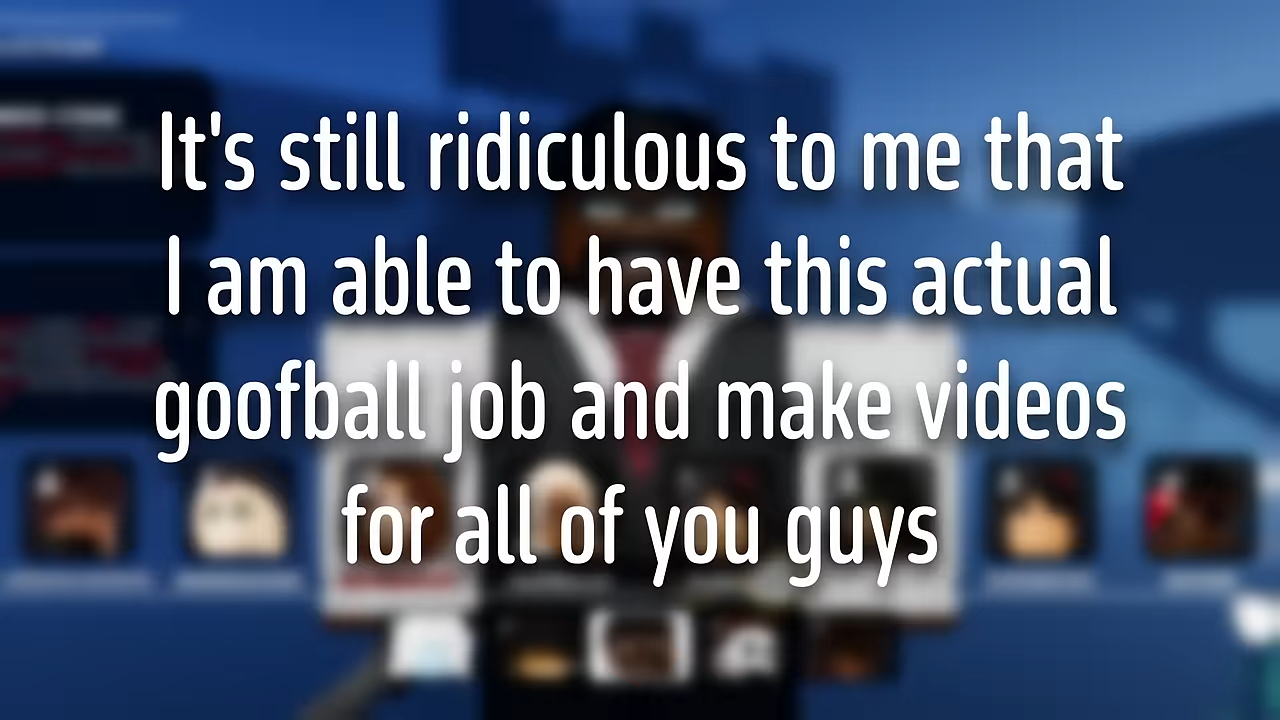 It's still ridiculous to me that
I am able to have this actual
goofball job and make videos
for all of you guys